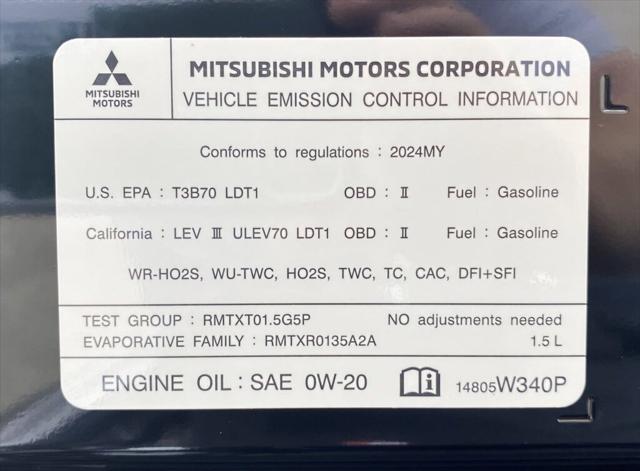 MITSUBISHI MOTORS
MITSUBISHI MOTORS CORPORATION
VEHICLE EMISSION CONTROL INFORMATION
Conforms to regulations : 2024MY
U.S. EPA : T3B70 LDT1 OBD : Ⅱ Fuel : Gasoline
California : LEV Ⅲ ULEV70 LDT1 OBD : Ⅱ Fuel : Gasoline
WR-HO2S, WU-TWC, HO2S, TWC, TC, CAC, DFI+SFI
TEST GROUP : RMTXT01.5G5P NO adjustments needed
EVAPORATIVE FAMILY : RMTXR0135A2A 1.5 L
ENGINE OIL : SAE 0W-20 14805W340P